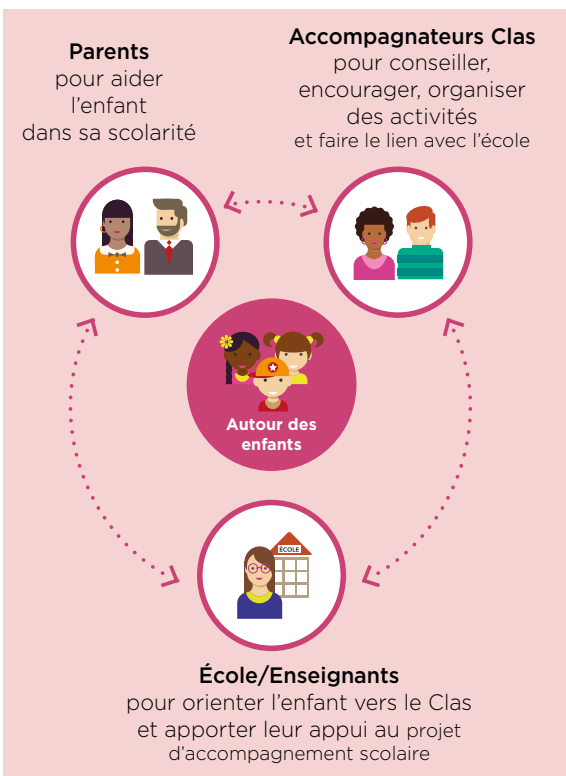 Parents
pour aider
l’enfant
dans sa scolarité
Accompagnateurs Clas
pour conseiller,
encourager, organiser
des activités
et faire le lien avec l’école
Autour des
enfants
ÉCOLE
École/Enseignants
pour orienter l’enfant vers le Clas
et apporter leur appui au projet
d’accompagnement scolaire